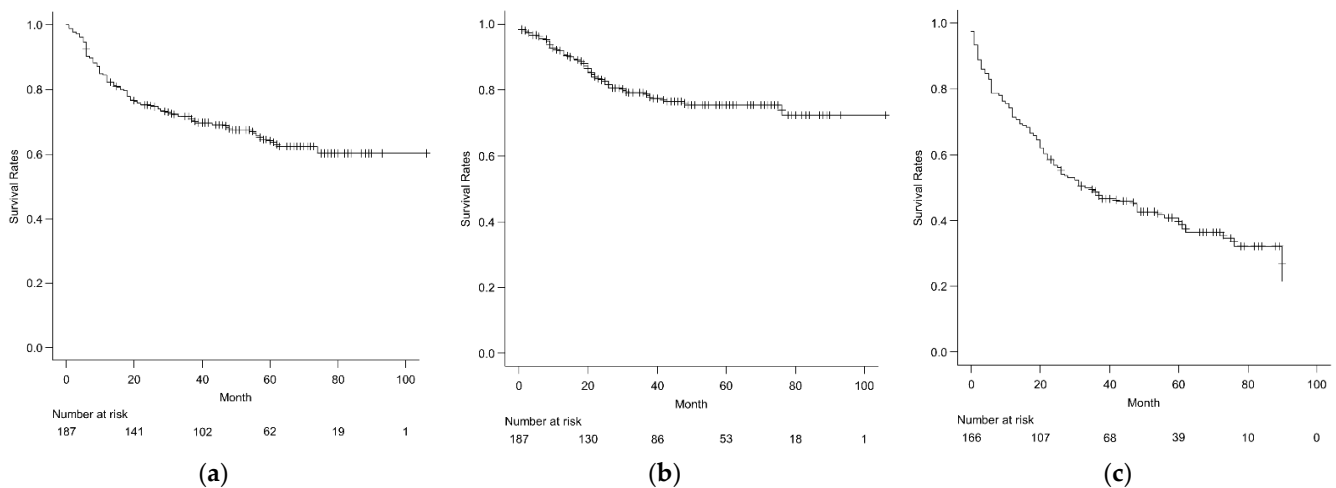 1.0
0.8
0.6
0.4
0.2
0.0
Survival Rates
0 20 40 60 80 100
Month
Number at risk
187 141 102 62 19 1
(a)
1.0
0.8
0.6
0.4
0.2
0.0
Survival Rates
0 20 40 60 80 100
Month
Number at risk
187 130 86 53 18 1
(b)
1.0
0.8
0.6
0.4
0.2
0.0
Survival Rates
0 20 40 60 80 100
Month
Number at risk
166 107 68 39 10 0
(c)